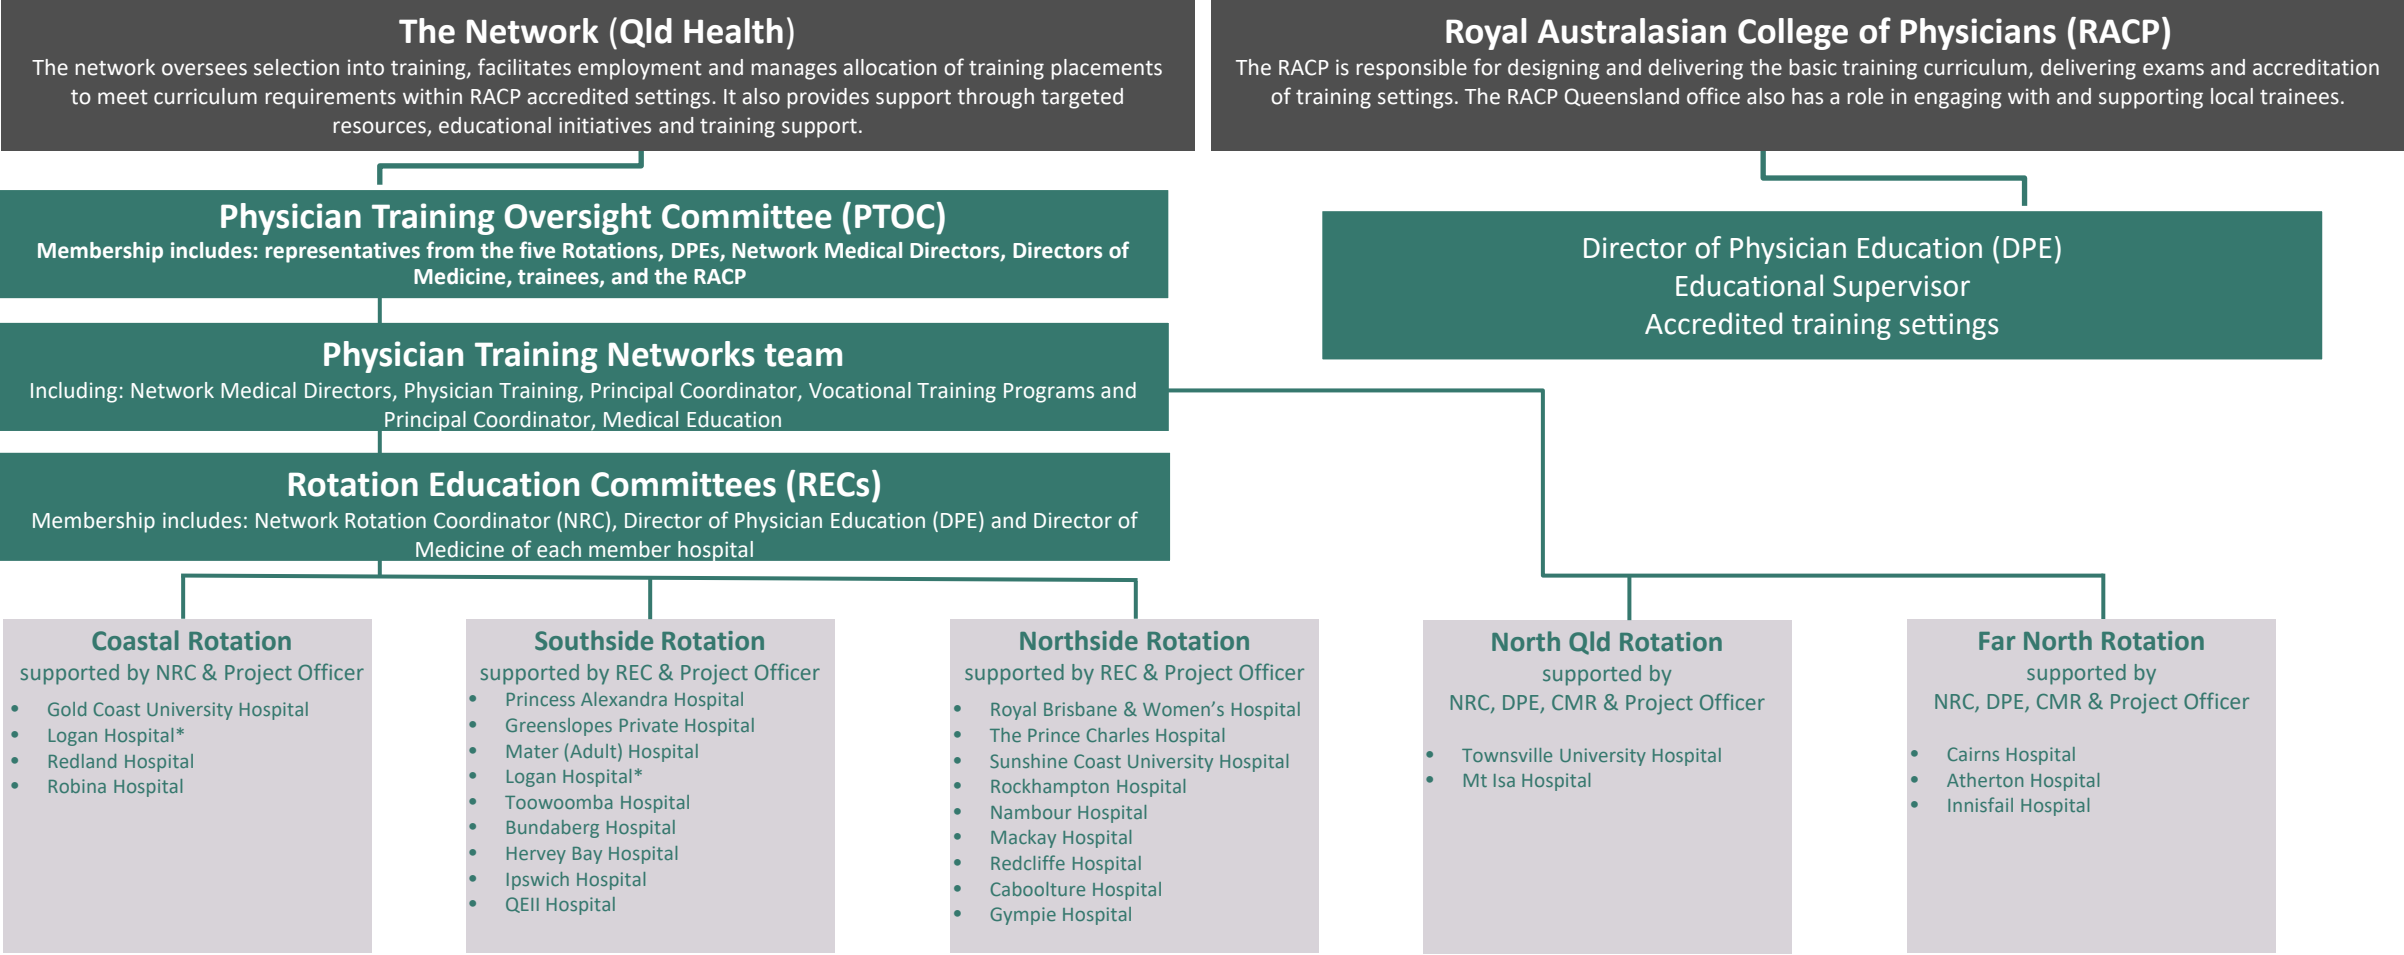 The Network (Qld Health)
The network oversees selection into training, facilitates employment and manages allocation of training placements
to meet curriculum requirements within RACP accredited settings. It also provides support through targeted
resources, educational initiatives and training support.
Royal Australasian College of Physicians (RACP)
The RACP is responsible for designing and delivering the basic training curriculum, delivering exams and accreditation
of training settings. The RACP Queensland office also has a role in engaging with and supporting local trainees.
Physician Training Oversight Committee (PTOC)
Membership includes: representatives from the five Rotations, DPEs, Network Medical Directors, Directors of
Medicine, trainees, and the RACP
Director of Physician Education (DPE)
Educational Supervisor
Accredited training settings
Physician Training Networks team
Including: Network Medical Directors, Physician Training, Principal Coordinator, Vocational Training Programs and
Principal Coordinator, Medical Education
Rotation Education Committees (RECs)
Membership includes: Network Rotation Coordinator (NRC), Director of Physician Education (DPE) and Director of
Medicine of each member hospital
Coastal Rotation
supported by NRC & Project Officer
• Gold Coast University Hospital
• Logan Hospital*
• Redland Hospital
• Robina Hospital
Southside Rotation
supported by REC & Project Officer
• Princess Alexandra Hospital
• Greenslopes Private Hospital
• Mater (Adult) Hospital
• Logan Hospital*
• Toowoomba Hospital
• Bundaberg Hospital
• Hervey Bay Hospital
• Ipswich Hospital
• QEII Hospital
Northside Rotation
supported by REC & Project Officer
• Royal Brisbane & Women’s Hospital
• The Prince Charles Hospital
• Sunshine Coast University Hospital
• Rockhampton Hospital
• Nambour Hospital
• Mackay Hospital
• Redcliffe Hospital
• Caboolture Hospital
• Gympie Hospital
North Qld Rotation
supported by
NRC, DPE, CMR & Project Officer
• Townsville University Hospital
• Mt Isa Hospital
Far North Rotation
supported by
NRC, DPE, CMR & Project Officer
• Cairns Hospital
• Atherton Hospital
• Innisfail Hospital